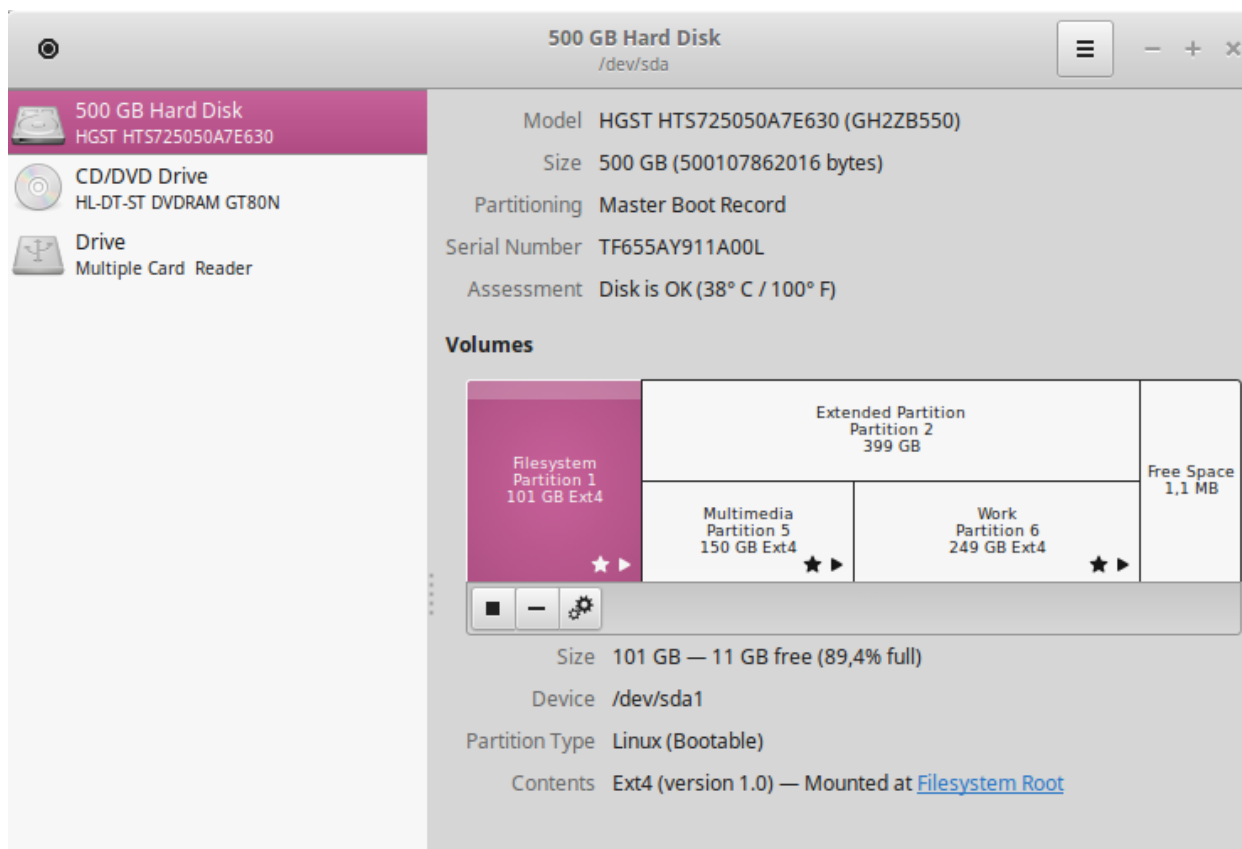 500 GB Hard Disk
/dev/sda
500 GB Hard Disk
HGST HTS725050A7E630
CD/DVD Drive
HL-DT-ST DVDRAM GT80N
Drive
Multiple Card  Reader
Model HGST HTS725050A7E630 (GH2ZB550)
Size 500 GB (500107862016 bytes)
Partitioning Master Boot Record
Serial Number TF655AY911A00L
Assessment Disk is OK (38° C / 100° F)
Volumes
Filesystem
Partition 1
101 GB Ext4
Extended Partition
Partition 2
399 GB
Multimedia
Partition 5
150 GB Ext4
Work
Partition 6
249 GB Ext4
Free Space
1,1 MB
Size 101 GB — 11 GB free (89,4% full)
Device /dev/sda1
Partition Type Linux (Bootable)
Contents Ext4 (version 1.0) — Mounted at Filesystem Root